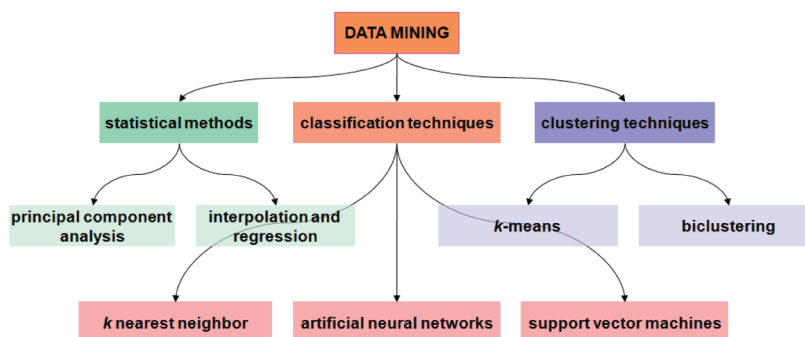 DATA MINING
statistical methods
classification techniques
clustering techniques
principal component
analysis
interpolation and
regression
k-means
biclustering
k nearest neighbor
artificial neural networks
support vector machines